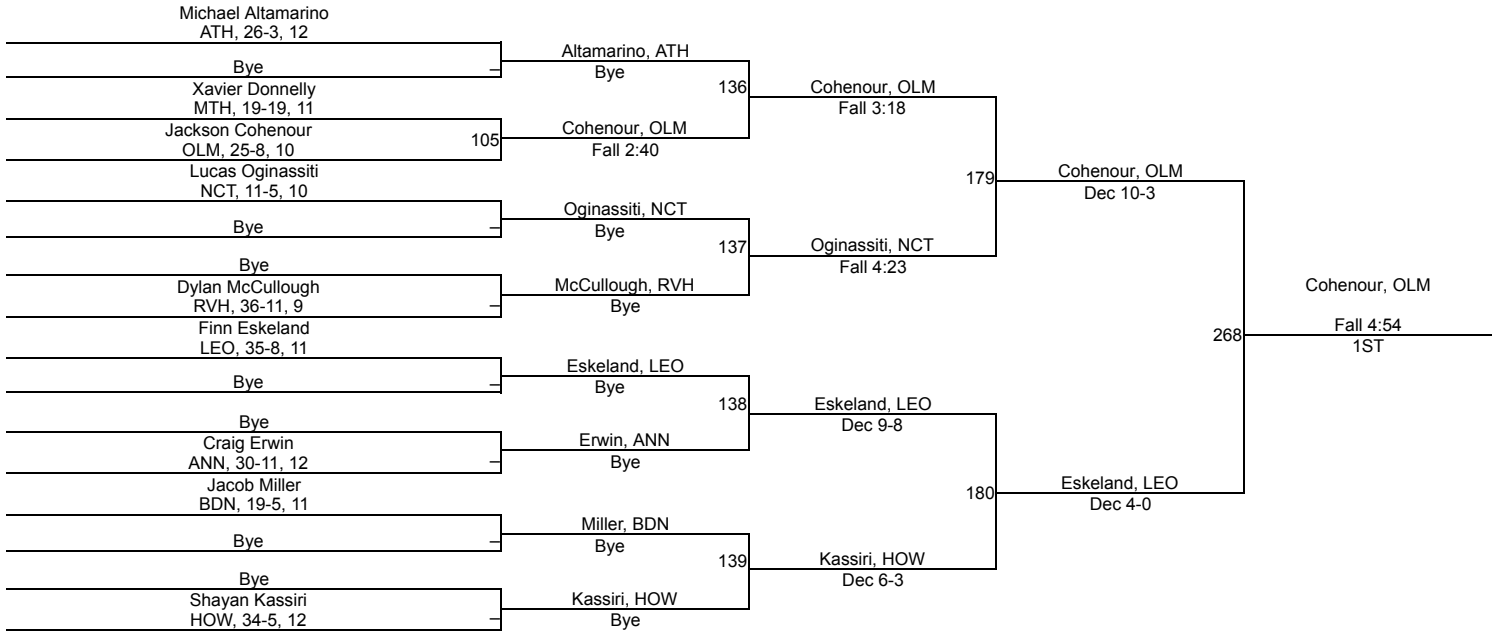 Michael Altamarino
ATH, 26-3, 12
Bye
–
Xavier Donnelly
MTH, 19-19, 11
Jackson Cohenour
OLM, 25-8, 10
105
Lucas Oginassiti
NCT, 11-5, 10
Bye
–
Bye
Dylan McCullough
RVH, 36-11, 9
–
Finn Eskeland
LEO, 35-8, 11
Bye
–
Bye
Craig Erwin
ANN, 30-11, 12
–
Jacob Miller
BDN, 19-5, 11
Bye
–
Bye
Shayan Kassiri
HOW, 34-5, 12
–
Altamarino, ATH
Bye
136
Cohenour, OLM
Fall 2:40
Oginassiti, NCT
Bye
137
McCullough, RVH
Bye
Eskeland, LEO
Bye
138
Erwin, ANN
Bye
Miller, BDN
Bye
139
Kassiri, HOW
Bye
Cohenour, OLM
Fall 3:18
179
Oginassiti, NCT
Fall 4:23
Eskeland, LEO
Dec 9-8
180
Kassiri, HOW
Dec 6-3
Cohenour, OLM
Dec 10-3
268
Eskeland, LEO
Dec 4-0
Cohenour, OLM
Fall 4:54
1ST